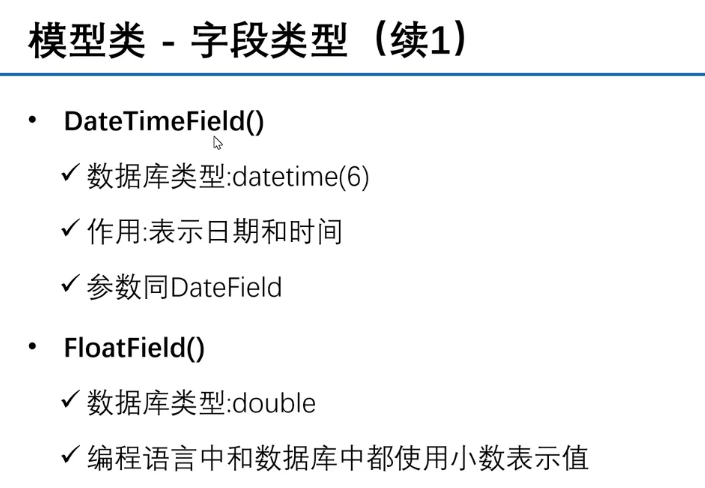 模型类 - 字段类型（续1）
• DateTimeField()
✓ 数据库类型:datetime(6)
✓ 作用:表示日期和时间
✓ 参数同DateField
• FloatField()
✓ 数据库类型:double
✓ 编程语言中和数据库中都使用小数表示值